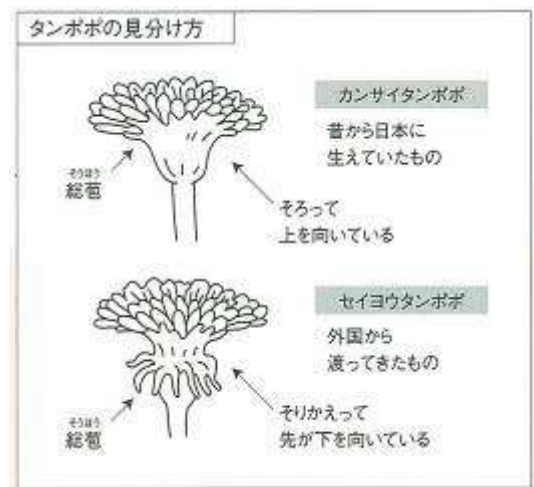 タンポポの見分け方
カンサイタンポポ
昔から日本に
生えていたもの
そうほう
総苞
そろって
上を向いている
セイヨウタンポポ
外国から
渡ってきたもの
そうほう
総苞
そりかえって
先が下を向いている